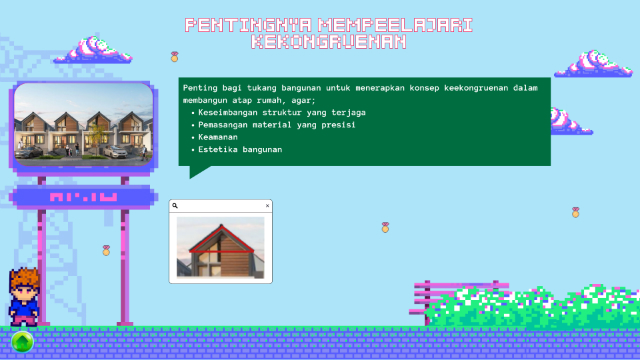 PENTINGNYA MEMPEELAJARI
KEKONGRUENAN
Penting bagi tukang bangunan untuk menerapkan konsep keekongruenan dalam
membangun atap rumah, agar;
• Keseimbangan struktur yang terjaga
• Pemasangan material yang presisi
• Keamanan
• Estetika bangunan